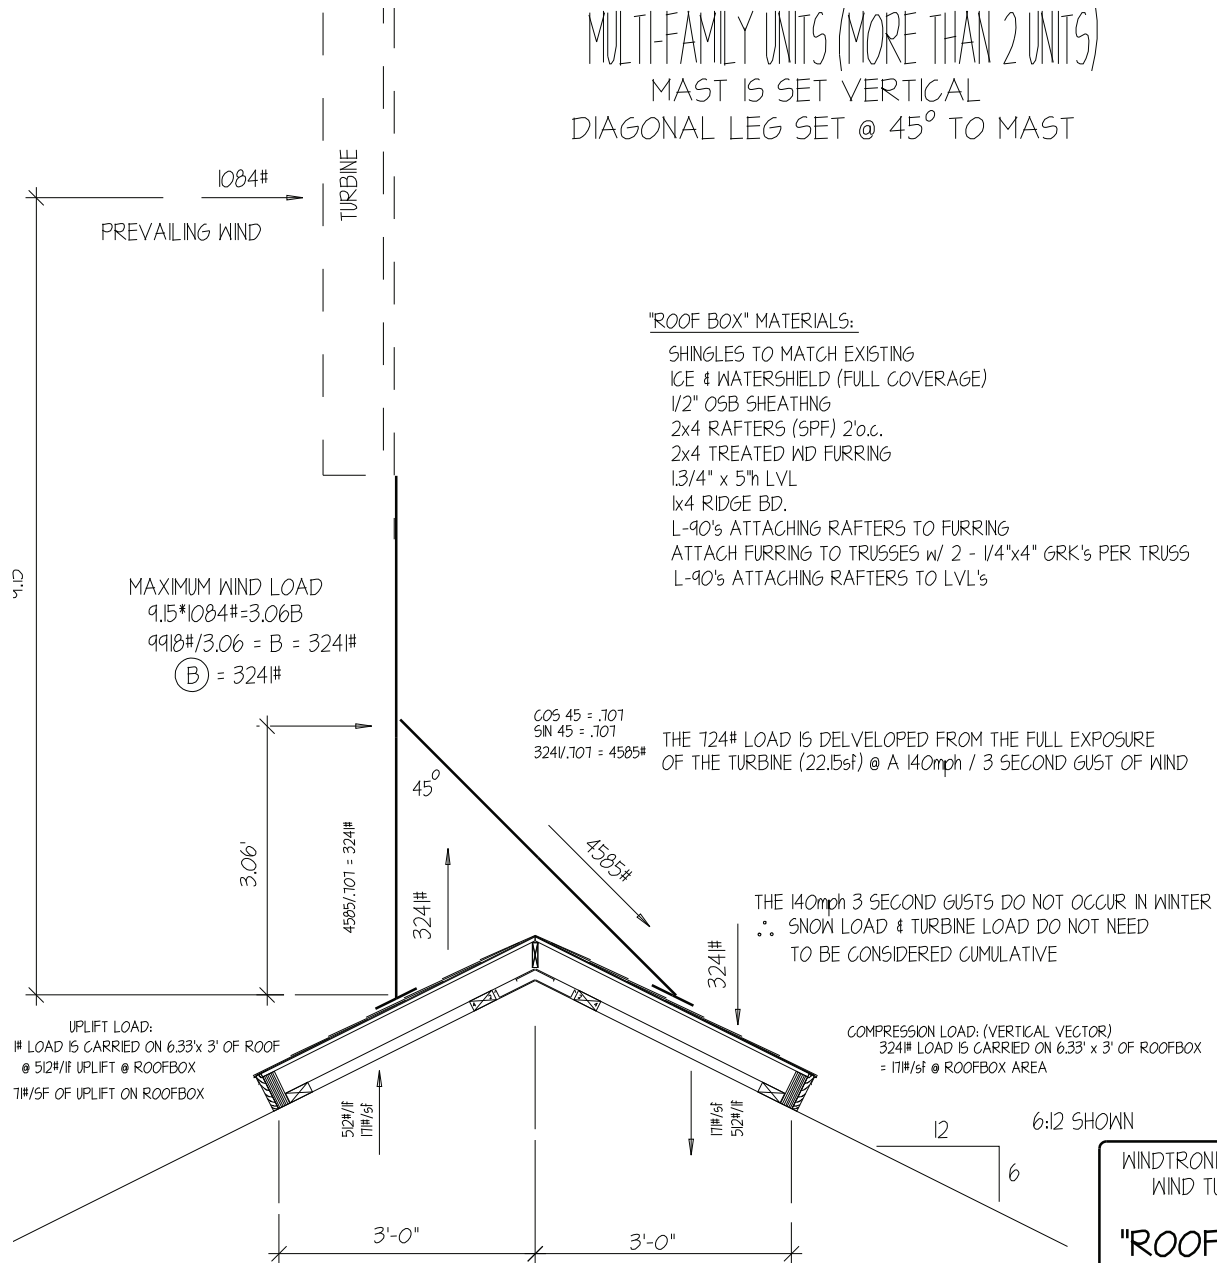 MULTI-FAMILY UNITS (MORE THAN 2 UNITS)
MAST IS SET VERTICAL
DIAGONAL LEG SET @ 45° TO MAST
1084#
TURBINE
PREVAILING WIND
"ROOF BOX" MATERIALS:
SHINGLES TO MATCH EXISTING
ICE & WATERSHIELD (FULL COVERAGE)
1/2" OSB SHEATHNG
2x4 RAFTERS (SPF) 2'o.c.
2x4 TREATED WD FURRING
1.3/4" x 5"h LVL
1x4 RIDGE BD.
L-90's ATTACHING RAFTERS TO FURRING
ATTACH FURRING TO TRUSSES w/ 2 - 1/4"x4" GRK's PER TRUSS
L-90's ATTACHING RAFTERS TO LVL's
MAXIMUM WIND LOAD
9.15*1084#=3.06B
9918#/3.06 = B = 3241#
B = 3241#
COS 45 = .707
SIN 45 = .707
3241/.707 = 4585#
THE 724# LOAD IS DELVELOPED FROM THE FULL EXPOSURE
OF THE TURBINE (22.15sf) @ A 140mph / 3 SECOND GUST OF WIND
45°
3.06'
4585/.707 = 3241#
3241#
4585#
3241#
THE 140mph 3 SECOND GUSTS DO NOT OCCUR IN WINTER
∴ SNOW LOAD & TURBINE LOAD DO NOT NEED
TO BE CONSIDERED CUMULATIVE
UPLIFT LOAD:
1# LOAD IS CARRIED ON 6.33'x 3' OF ROOF
@ 512#/lf UPLIFT @ ROOFBOX
71#/SF OF UPLIFT ON ROOFBOX
COMPRESSION LOAD: (VERTICAL VECTOR)
3241# LOAD IS CARRIED ON 6.33' x 3' OF ROOFBOX
= 171#/sf @ ROOFBOX AREA
512#/lf
171#/sf
171#/sf
512#/lf
12
6
6:12 SHOWN
3'-0"
3'-0"
WIND TU
"ROOF